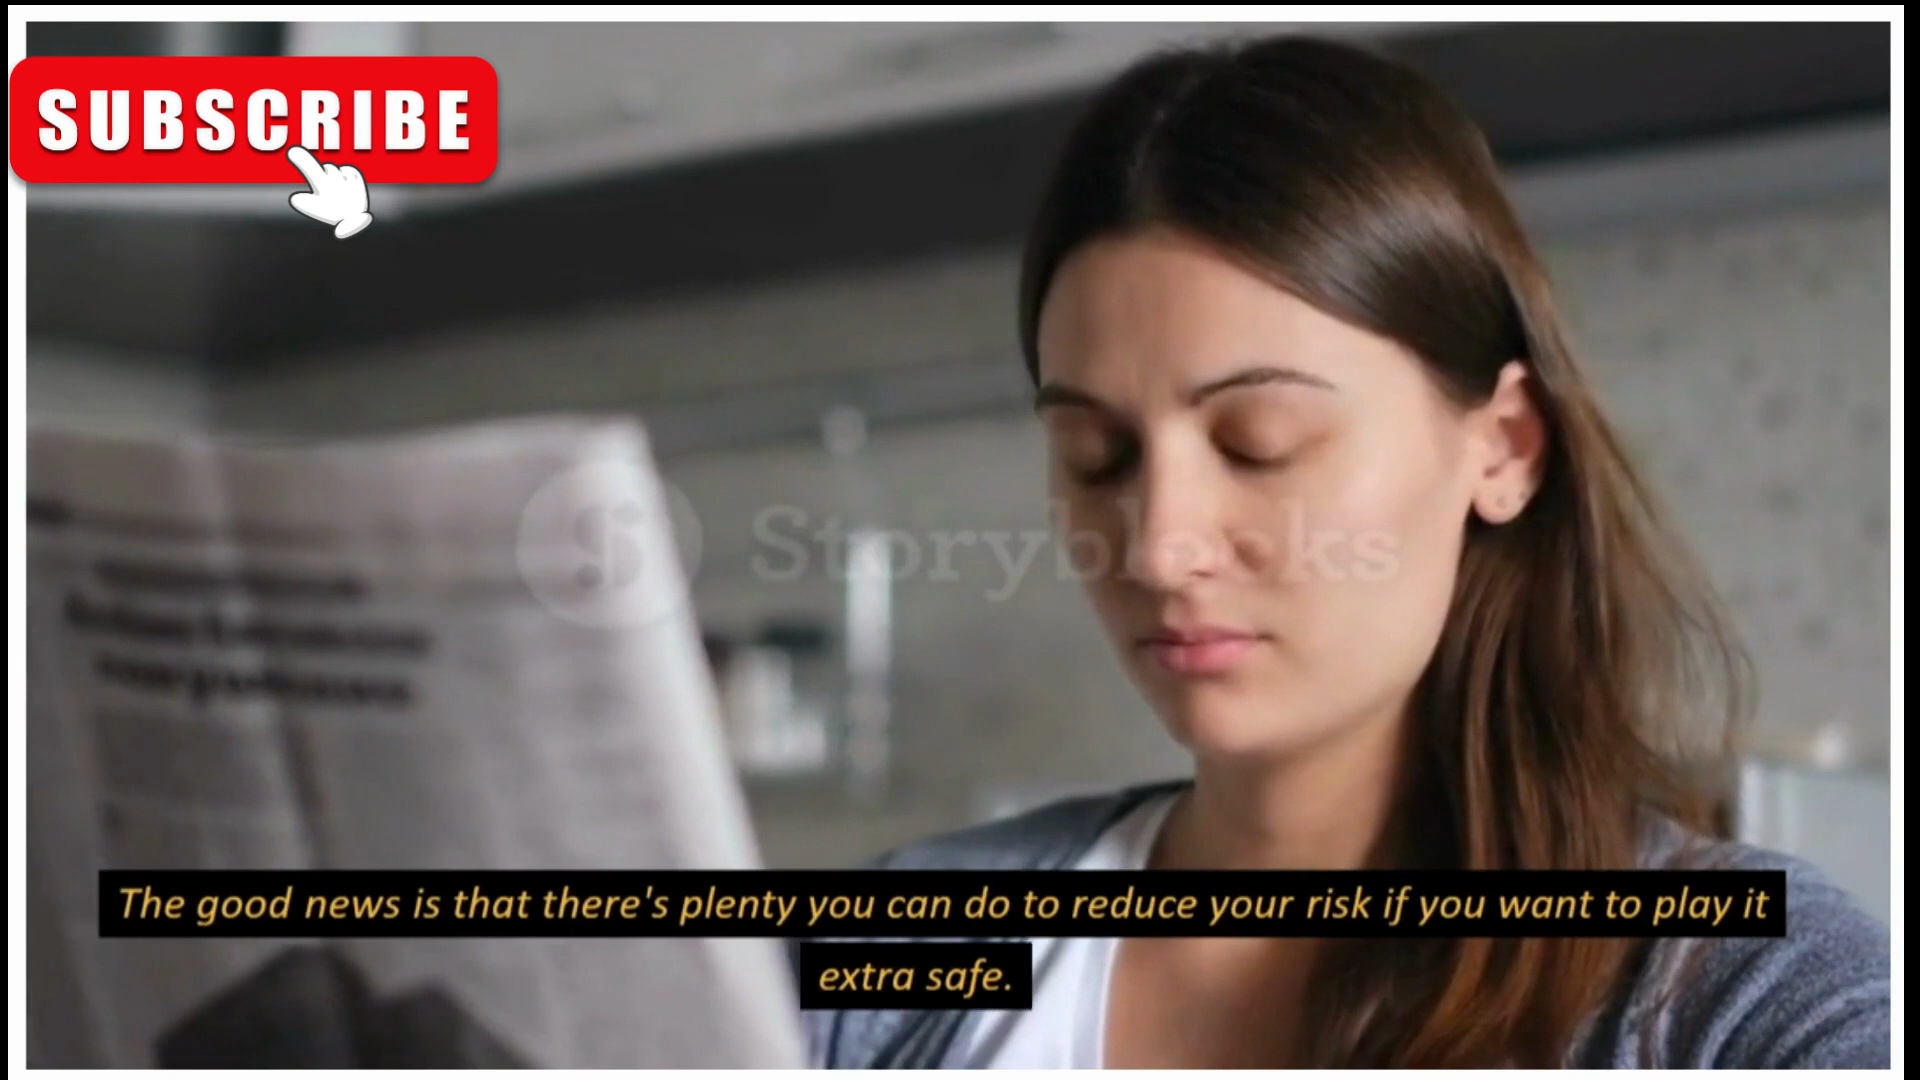 SUBSCRIBE
Storyblocks
The good news is that there's plenty you can do to reduce your risk if you want to play it
extra safe.